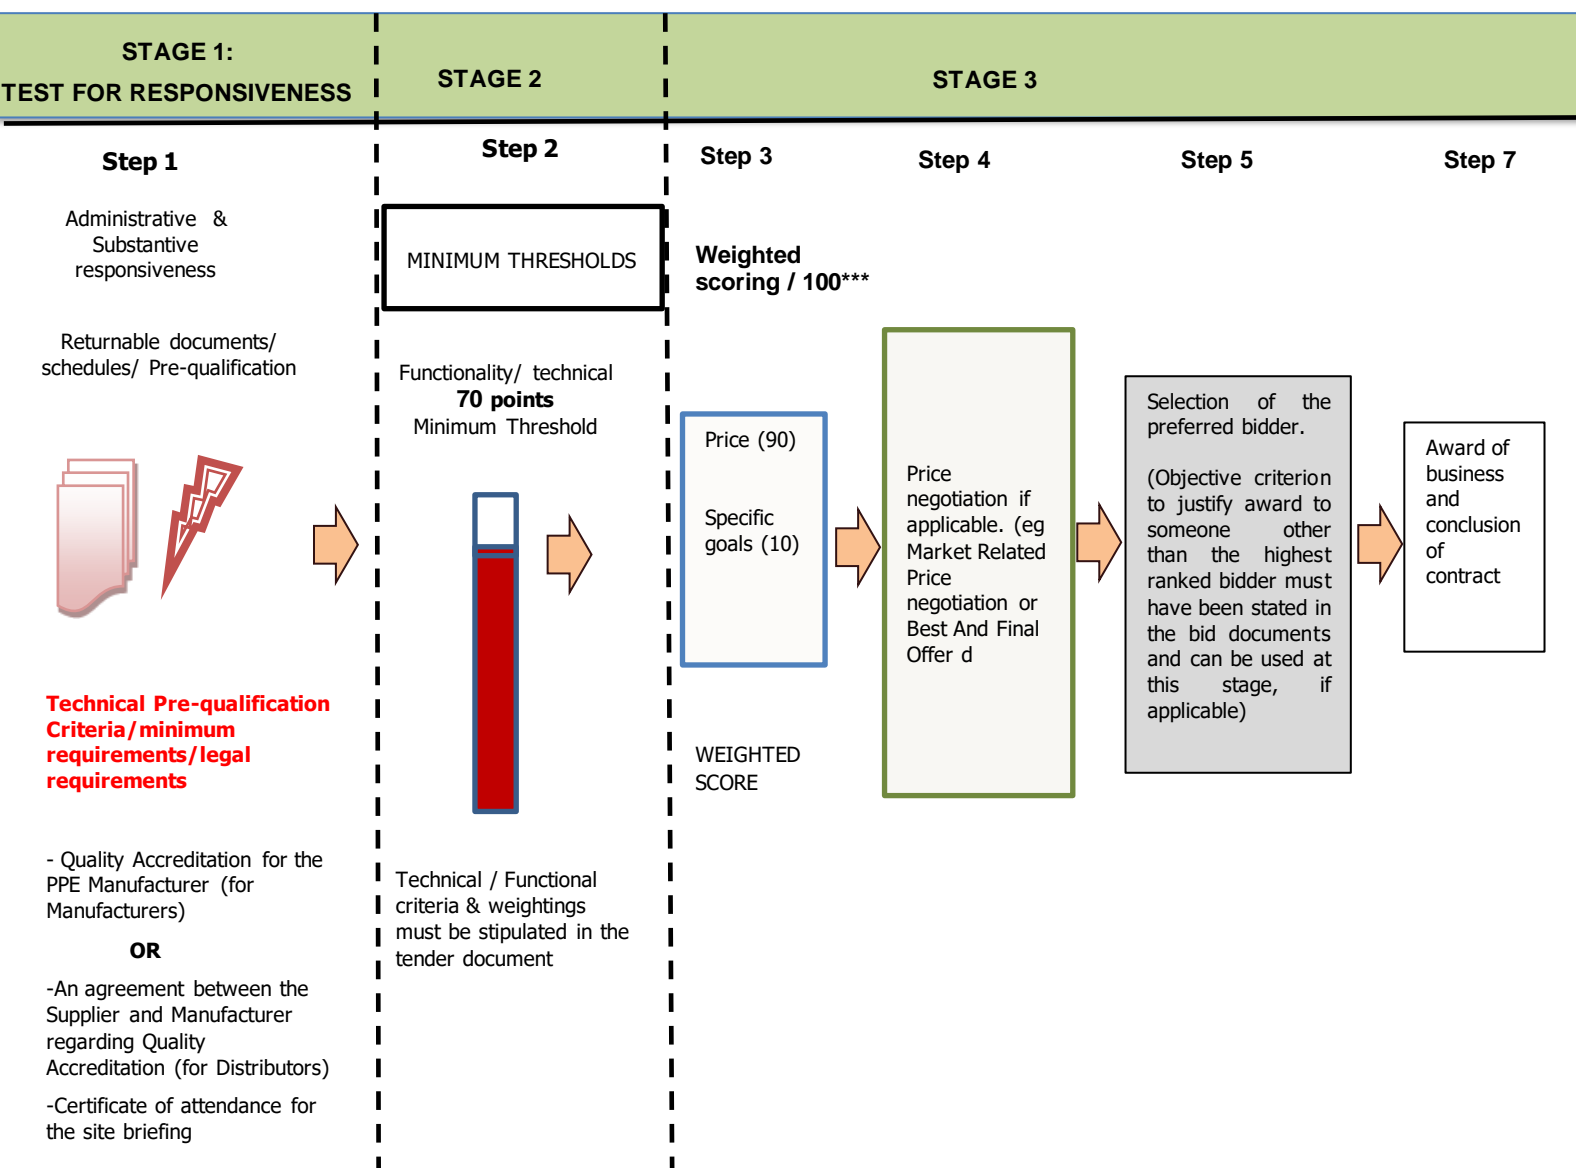 STAGE 1:
TEST FOR RESPONSIVENESS
STAGE 2
STAGE 3
Step 1
Administrative &
Substantive
responsiveness
Returnable documents/
schedules/ Pre-qualification
Technical Pre-qualification
Criteria/minimum
requirements/legal
requirements
- Quality Accreditation for the
PPE Manufacturer (for
Manufacturers)
OR
-An agreement between the
Supplier and Manufacturer
regarding Quality
Accreditation (for Distributors)
-Certificate of attendance for
the site briefing
Step 2
MINIMUM THRESHOLDS
Functionality/ technical
70 points
Minimum Threshold
Technical / Functional
criteria & weightings
must be stipulated in the
tender document
Step 3
Weighted
scoring / 100***
Price (90)
Specific
goals (10)
WEIGHTED
SCORE
Step 4
Price
negotiation if
applicable. (eg
Market Related
Price
negotiation or
Best And Final
Offer d
Step 5
Selection of the
preferred bidder.
(Objective criterion
to justify award to
someone other
than the highest
ranked bidder must
have been stated in
the bid documents
and can be used at
this stage, if
applicable)
Step 7
Award of
business
and
conclusion
of
contract